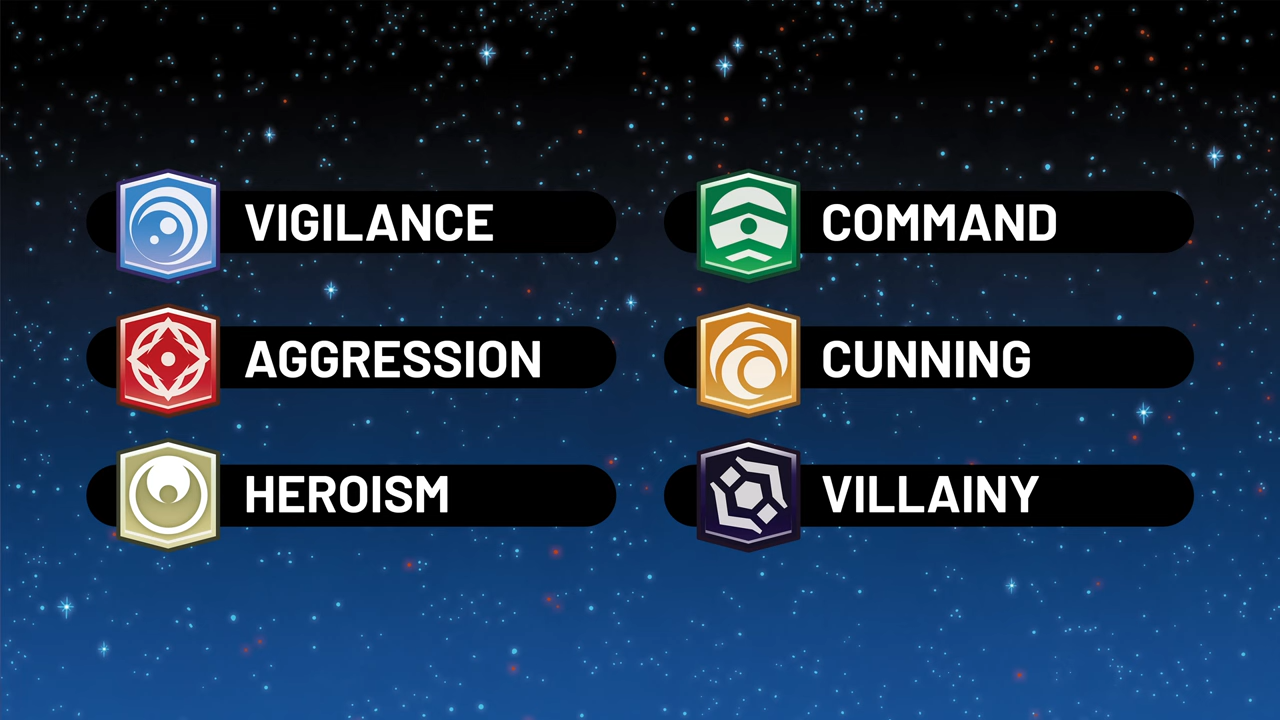 VIGILANCE
COMMAND
AGGRESSION
CUNNING
HEROISM
VILLAINY